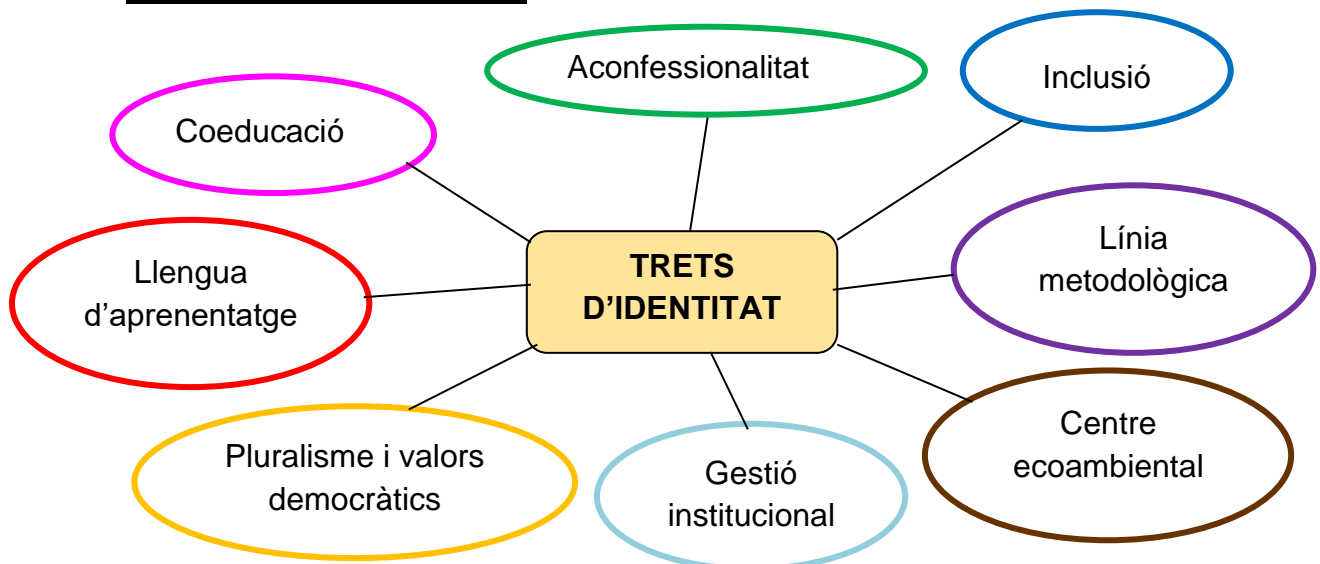 Aconfessionalitat
Inclusió
Coeducació
Línia
metodològica
TRETS
D’IDENTITAT
Llengua
d’aprenentatge
Centre
ecoambiental
Pluralisme i valors
democràtics
Gestió
institucional